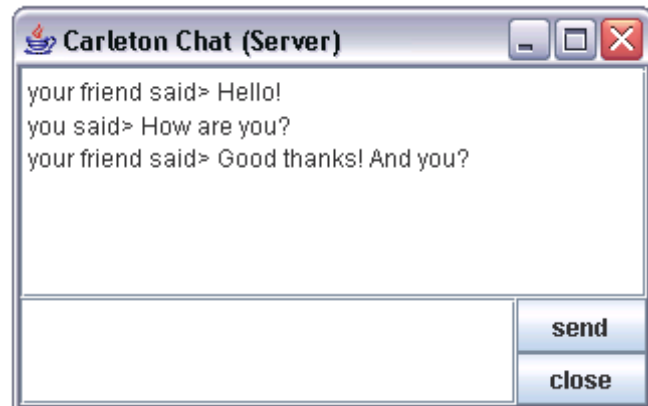 Carleton Chat (Server)
your friend said> Hello!
you said> How are you?
your friend said> Good thanks! And you?
send
close